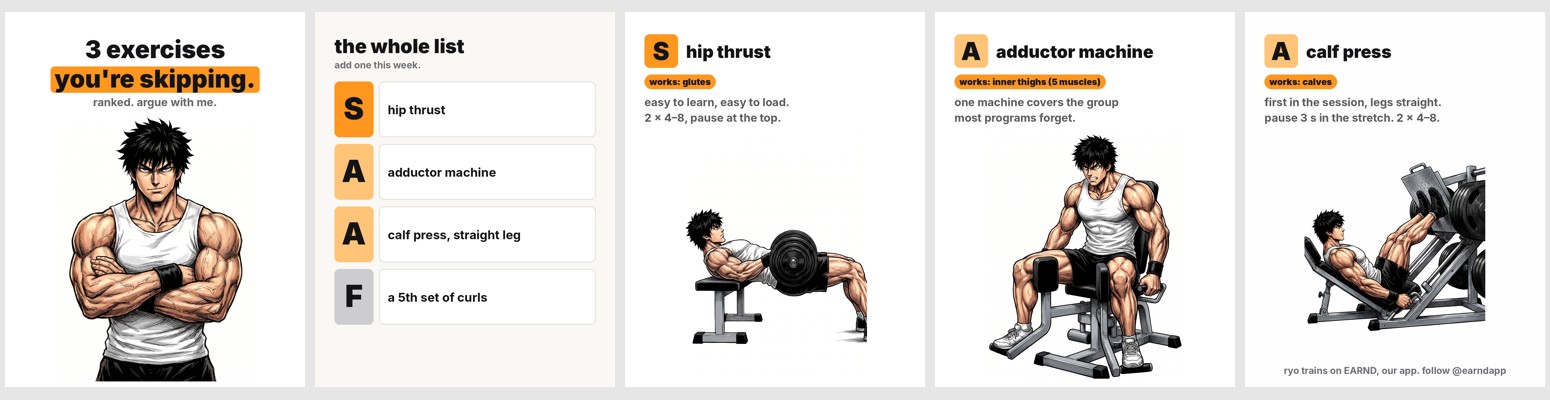 3 exercises
you're skipping.
ranked. argue with me.
the whole list
add one this week.
S
hip thrust
A
adductor machine
A
calf press, straight leg
F
a 5th set of curls
S hip thrust
works: glutes
easy to learn, easy to load.
2 × 4–8, pause at the top.
A adductor machine
works: inner thighs (5 muscles)
one machine covers the group
most programs forget.
A calf press
works: calves
first in the session, legs straight.
pause 3 s in the stretch. 2 × 4–8.
ryo trains on EARND, our app. follow @earndapp